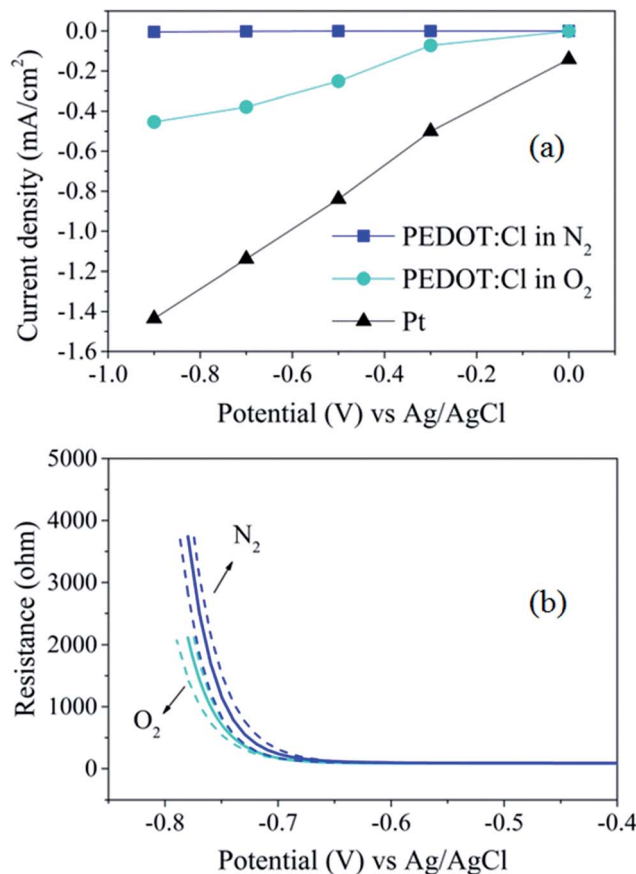 0.0
-0.2
-0.4
-0.6
-0.8
-1.0
-1.2
-1.4
-1.6
Current density (mA/cm²)
(a)
PEDOT:Cl in N₂
PEDOT:Cl in O₂
Pt
-1.0 -0.8 -0.6 -0.4 -0.2 0.0
Potential (V) vs Ag/AgCl
5000
4000
3000
2000
1000
0
Resistance (ohm)
N₂
(b)
O₂
-0.8 -0.7 -0.6 -0.5 -0.4
Potential (V) vs Ag/AgCl